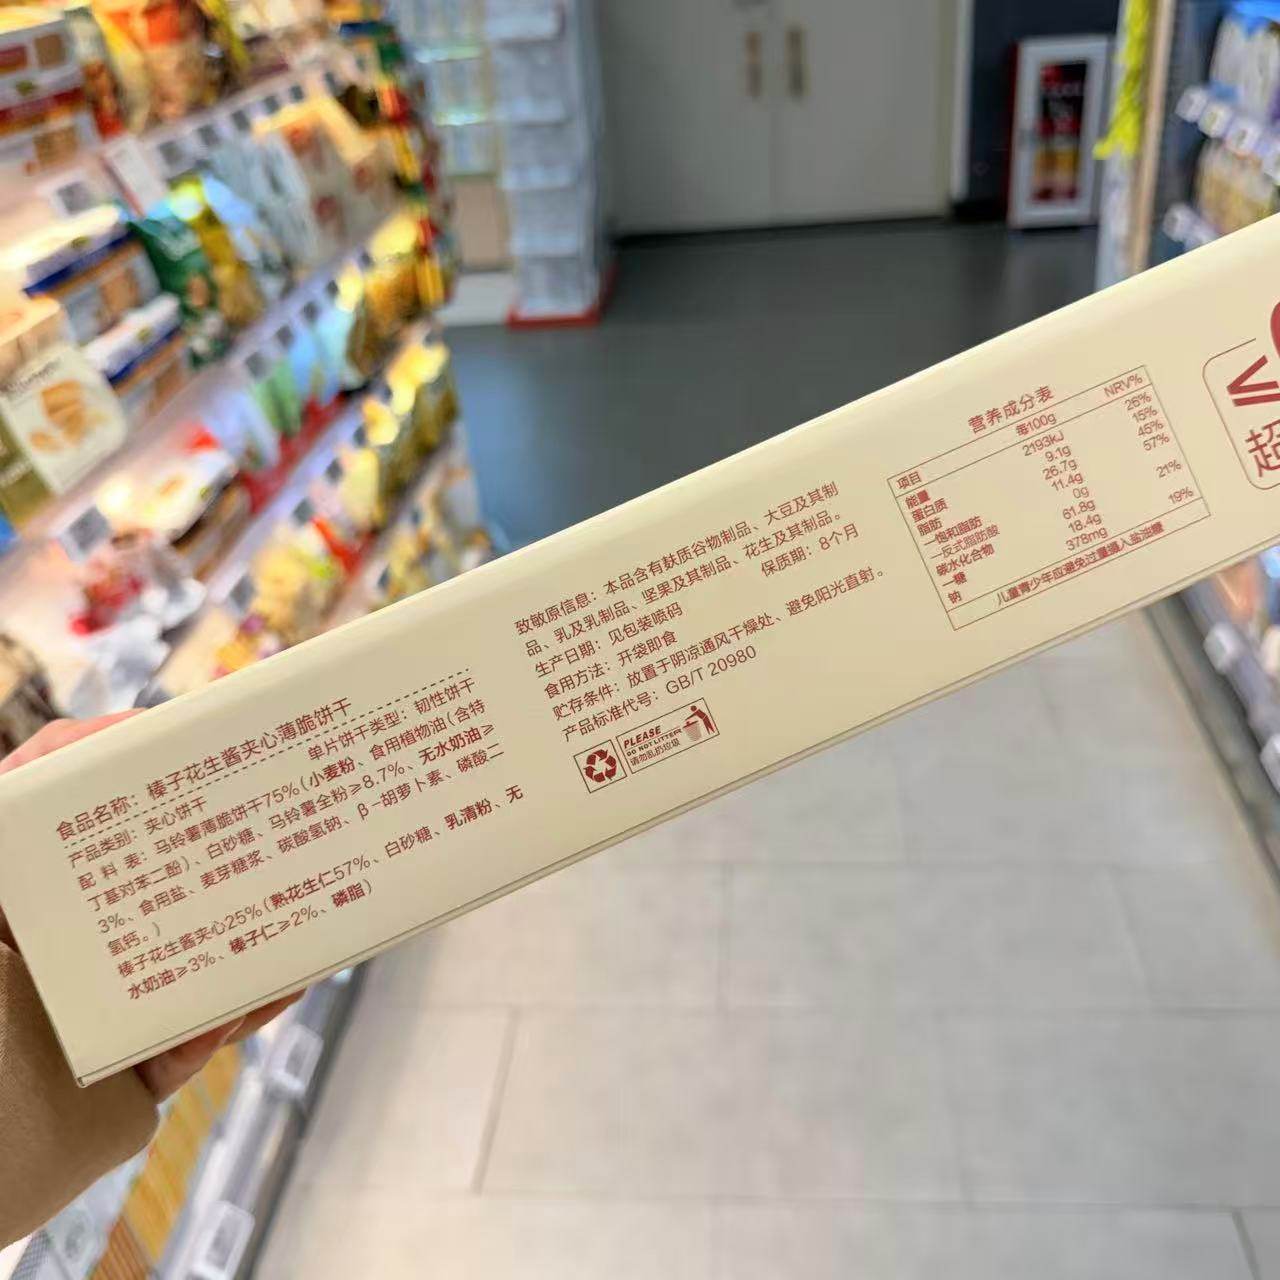 食品名称：榛子花生酱夹心薄脆饼干
产品类别：夹心饼干 单片饼干类型：韧性饼干
配 料 表：马铃薯薄脆饼干75%（小麦粉、食用植物油（含特
丁基对苯二酚）、白砂糖、马铃薯全粉≥8.7%、无水奶油≥
3%、食用盐、麦芽糖浆、碳酸氢钠、β-胡萝卜素、磷酸二
氢钙。）
榛子花生酱夹心25%（熟花生仁57%、白砂糖、乳清粉、无
水奶油≥3%、榛子仁≥2%、磷脂）
致敏原信息：本品含有麸质谷物制品、大豆及其制
品、乳及乳制品、坚果及其制品、花生及其制品。
生产日期：见包装喷码 保质期：8个月
食用方法：开袋即食
贮存条件：放置于阴凉通风干燥处、避免阳光直射。
产品标准代号：GB/T 20980
PLEASE
DO NOT LITTER
请勿乱扔垃圾
营养成分表
项目 每100g NRV%
能量 2193kJ 26%
蛋白质 9.1g 15%
脂肪 26.7g 45%
—饱和脂肪 11.4g 57%
—反式脂肪酸 0g
碳水化合物 61.8g 21%
—糖 18.4g
钠 378mg 19%
儿童青少年应避免过量摄入盐油糖
超